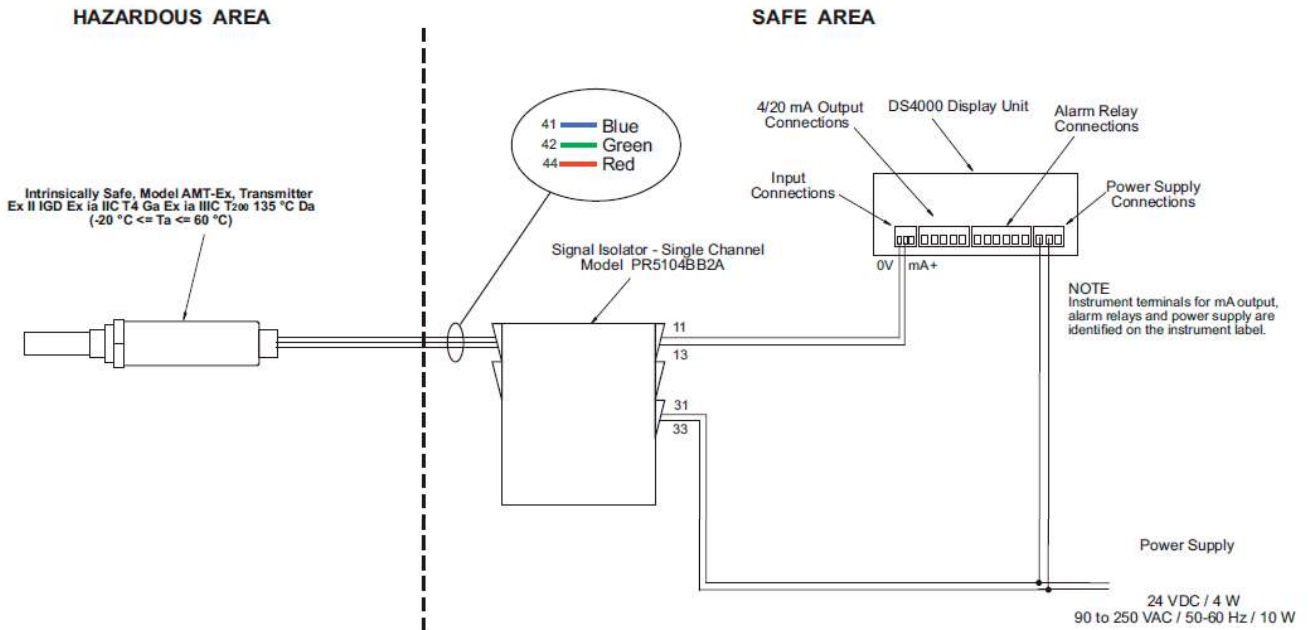 HAZARDOUS AREA
SAFE AREA
41 Blue
42 Green
44 Red
4/20 mA Output
Connections
DS4000 Display Unit
Alarm Relay
Connections
Input
Connections
Power Supply
Connections
Intrinsically Safe, Model AMT-Ex, Transmitter
Ex II IGD Ex ia IIC T4 Ga Ex ia IIIC T200 135 °C Da
(-20 °C <= Ta <= 60 °C)
Signal Isolator - Single Channel
Model PR5104BB2A
0V mA+
NOTE
Instrument terminals for mA output,
alarm relays and power supply are
identified on the instrument label.
11
13
31
33
Power Supply
24 VDC / 4 W
90 to 250 VAC / 50-60 Hz / 10 W